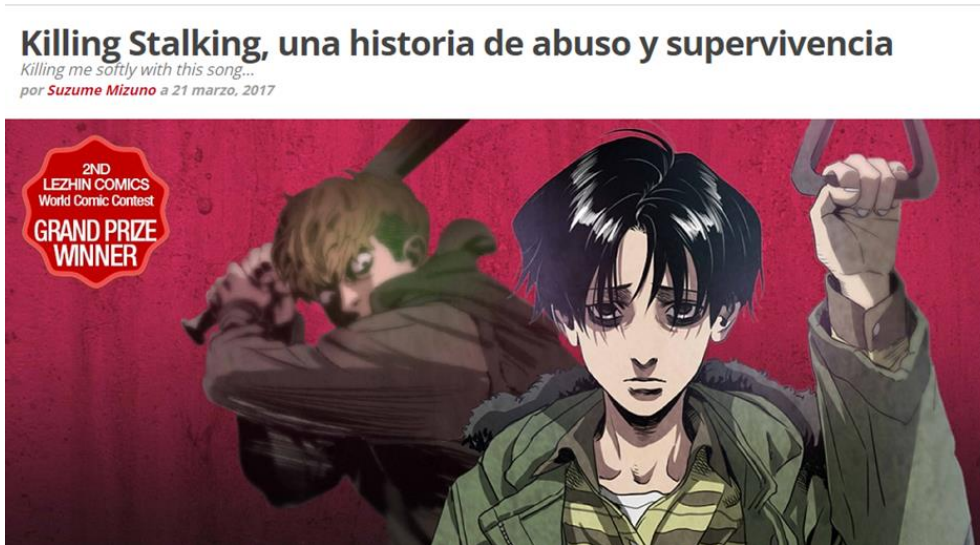 Killing Stalking, una historia de abuso y supervivencia
Killing me softly with this song...
por Suzume Mizuno a 21 marzo, 2017
2ND
LEZHIN COMICS
World Comic Contest
GRAND PRIZE
WINNER